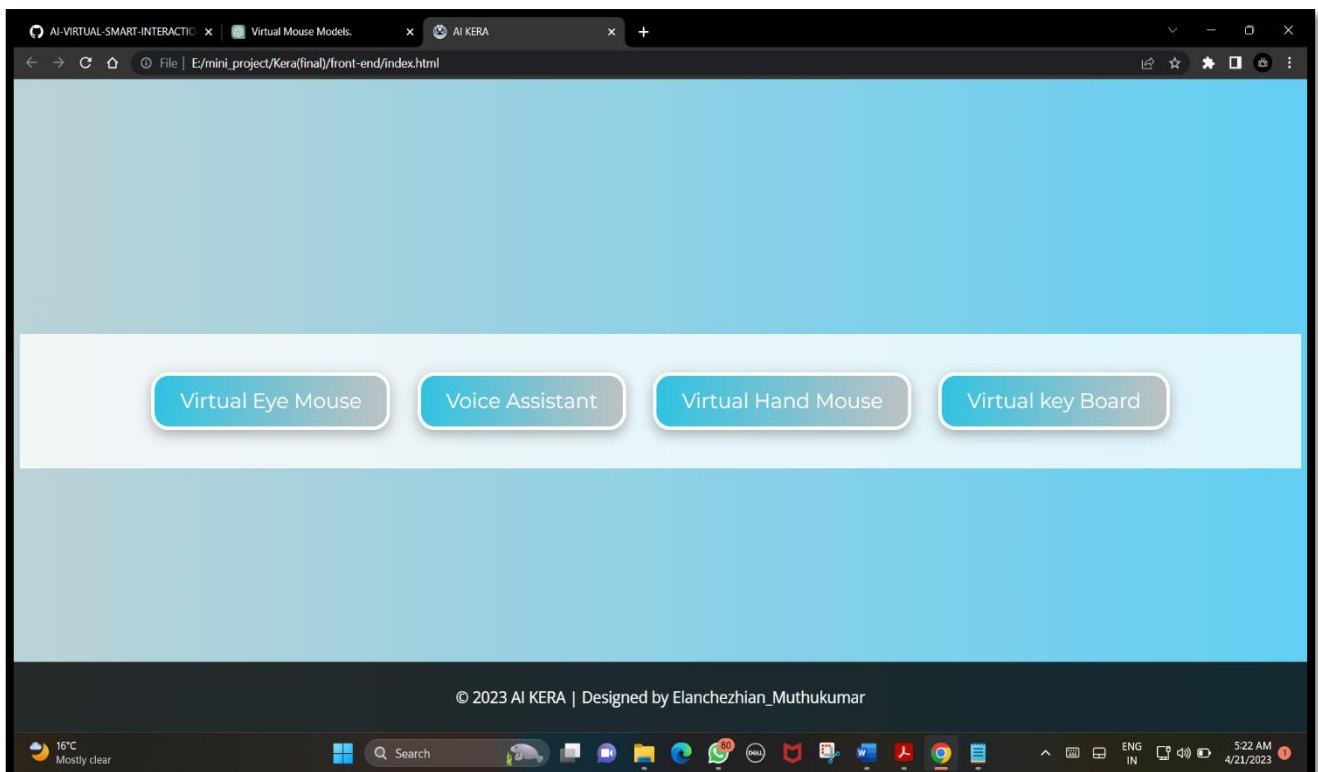 AI-VIRTUAL-SMART-INTERACTIO
Virtual Mouse Models.
AI KERA
File | E:/mini_project/Kera(final)/front-end/index.html
Virtual Eye Mouse
Voice Assistant
Virtual Hand Mouse
Virtual key Board
© 2023 AI KERA | Designed by Elanchezhian_Muthukumar
16°C
Mostly clear
Search
80
DELL
ENG
IN
5:22 AM
4/21/2023
1